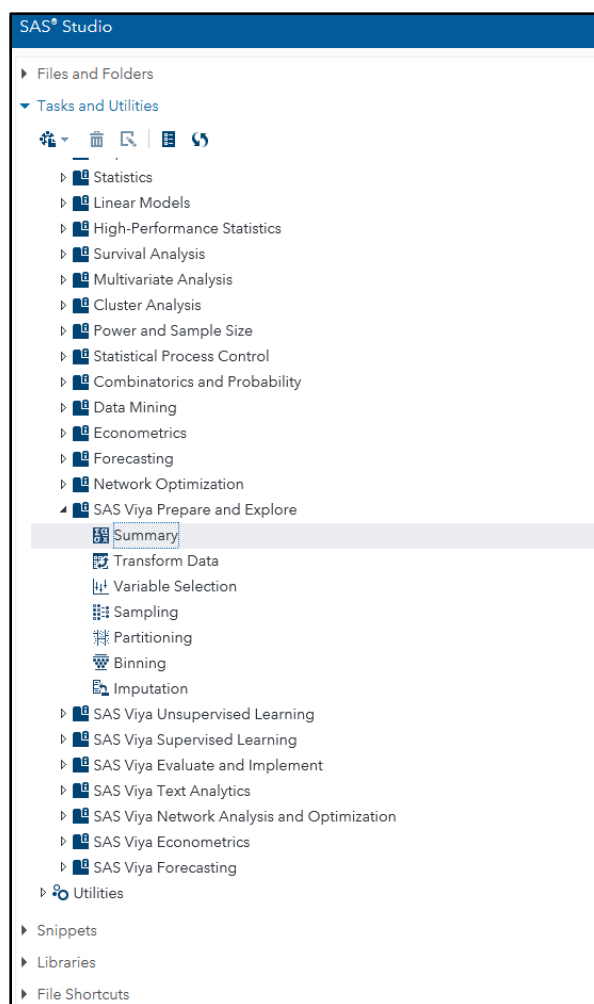 SAS® Studio
Files and Folders
Tasks and Utilities
Statistics
Linear Models
High-Performance Statistics
Survival Analysis
Multivariate Analysis
Cluster Analysis
Power and Sample Size
Statistical Process Control
Combinatorics and Probability
Data Mining
Econometrics
Forecasting
Network Optimization
SAS Viya Prepare and Explore
Summary
Transform Data
Variable Selection
Sampling
Partitioning
Binning
Imputation
SAS Viya Unsupervised Learning
SAS Viya Supervised Learning
SAS Viya Evaluate and Implement
SAS Viya Text Analytics
SAS Viya Network Analysis and Optimization
SAS Viya Econometrics
SAS Viya Forecasting
Utilities
Snippets
Libraries
File Shortcuts